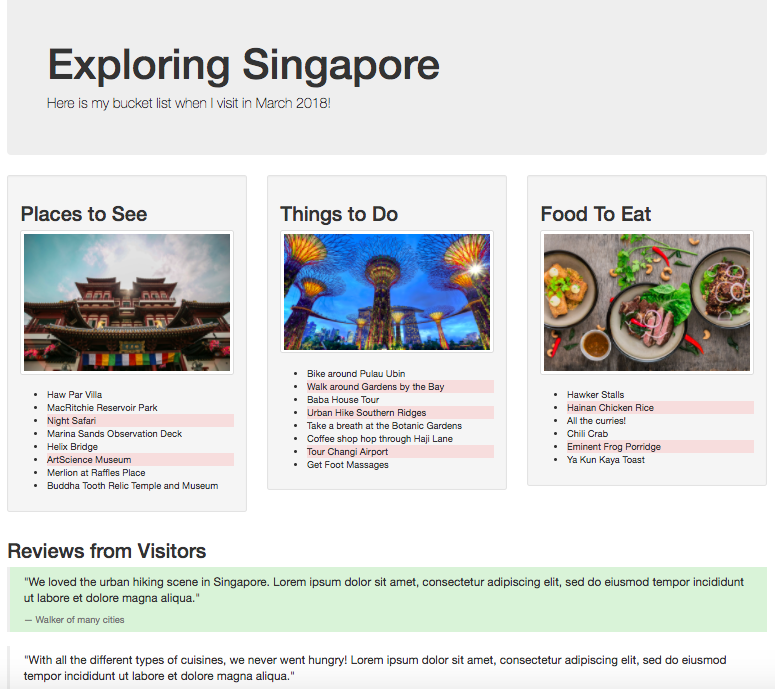 Exploring Singapore
Here is my bucket list when I visit in March 2018!
Places to See
Haw Par Villa
MacRitchie Reservoir Park
Night Safari
Marina Sands Observation Deck
Helix Bridge
ArtScience Museum
Merlion at Raffles Place
Buddha Tooth Relic Temple and Museum
Things to Do
Bike around Pulau Ubin
Walk around Gardens by the Bay
Baba House Tour
Urban Hike Southern Ridges
Take a breath at the Botanic Gardens
Coffee shop hop through Haji Lane
Tour Changi Airport
Get Foot Massages
Food To Eat
Hawker Stalls
Hainan Chicken Rice
All the curries!
Chili Crab
Eminent Frog Porridge
Ya Kun Kaya Toast
Reviews from Visitors
"We loved the urban hiking scene in Singapore. Lorem ipsum dolor sit amet, consectetur adipiscing elit, sed do eiusmod tempor incididunt
ut labore et dolore magna aliqua."
— Walker of many cities
"With all the different types of cuisines, we never went hungry! Lorem ipsum dolor sit amet, consectetur adipiscing elit, sed do eiusmod
tempor incididunt ut labore et dolore magna aliqua."